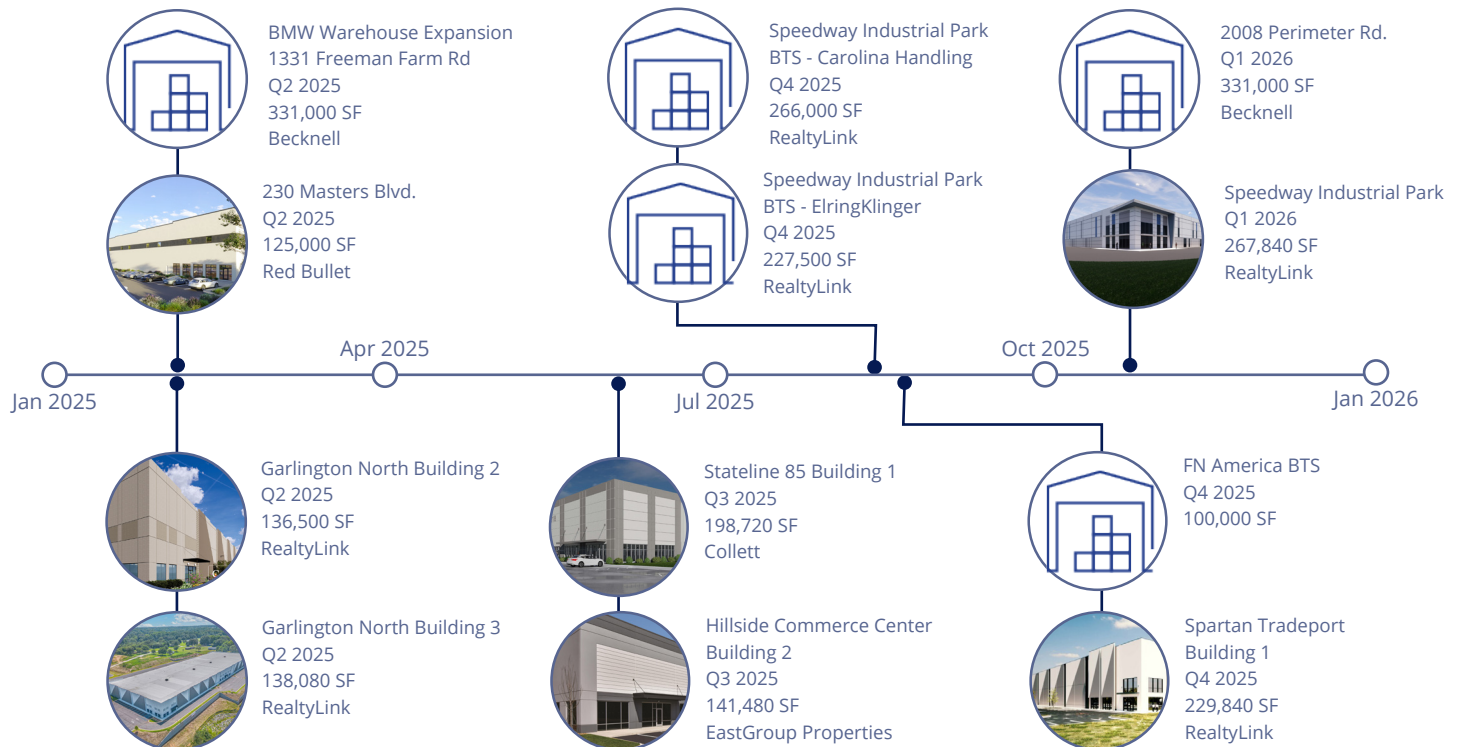 BMW Warehouse Expansion
1331 Freeman Farm Rd
Q2 2025
331,000 SF
Becknell
230 Masters Blvd.
Q2 2025
125,000 SF
Red Bullet
Speedway Industrial Park
BTS - Carolina Handling
Q4 2025
266,000 SF
RealtyLink
Speedway Industrial Park
BTS - ElringKlinger
Q4 2025
227,500 SF
RealtyLink
2008 Perimeter Rd.
Q1 2026
331,000 SF
Becknell
Speedway Industrial Park
Q1 2026
267,840 SF
RealtyLink
Jan 2025
Apr 2025
Jul 2025
Oct 2025
Jan 2026
Garlington North Building 2
Q2 2025
136,500 SF
RealtyLink
Garlington North Building 3
Q2 2025
138,080 SF
RealtyLink
Stateline 85 Building 1
Q3 2025
198,720 SF
Collett
Hillside Commerce Center
Building 2
Q3 2025
141,480 SF
EastGroup Properties
FN America BTS
Q4 2025
100,000 SF
Spartan Tradeport
Building 1
Q4 2025
229,840 SF
RealtyLink